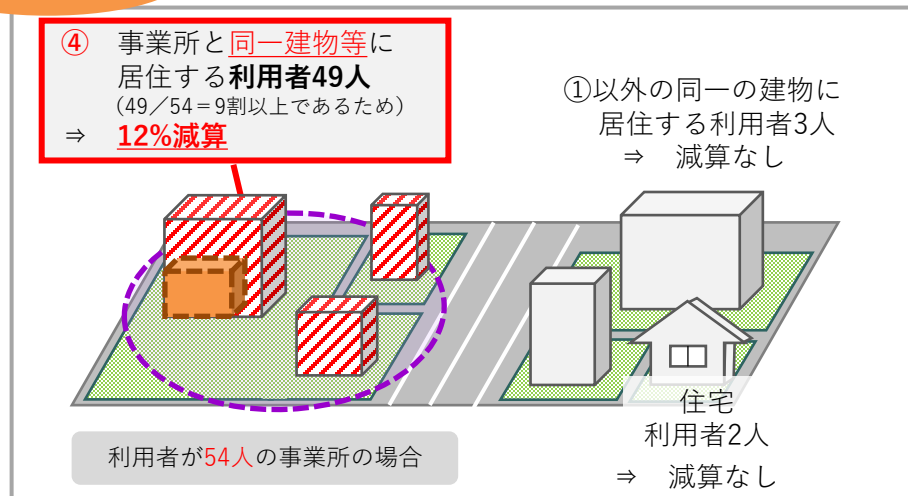 ④ 事業所と同一建物等に
居住する利用者49人
（49／54＝9割以上であるため）
⇒ 12%減算
①以外の同一の建物に
居住する利用者3人
⇒ 減算なし
住宅
利用者2人
⇒ 減算なし
利用者が54人の事業所の場合